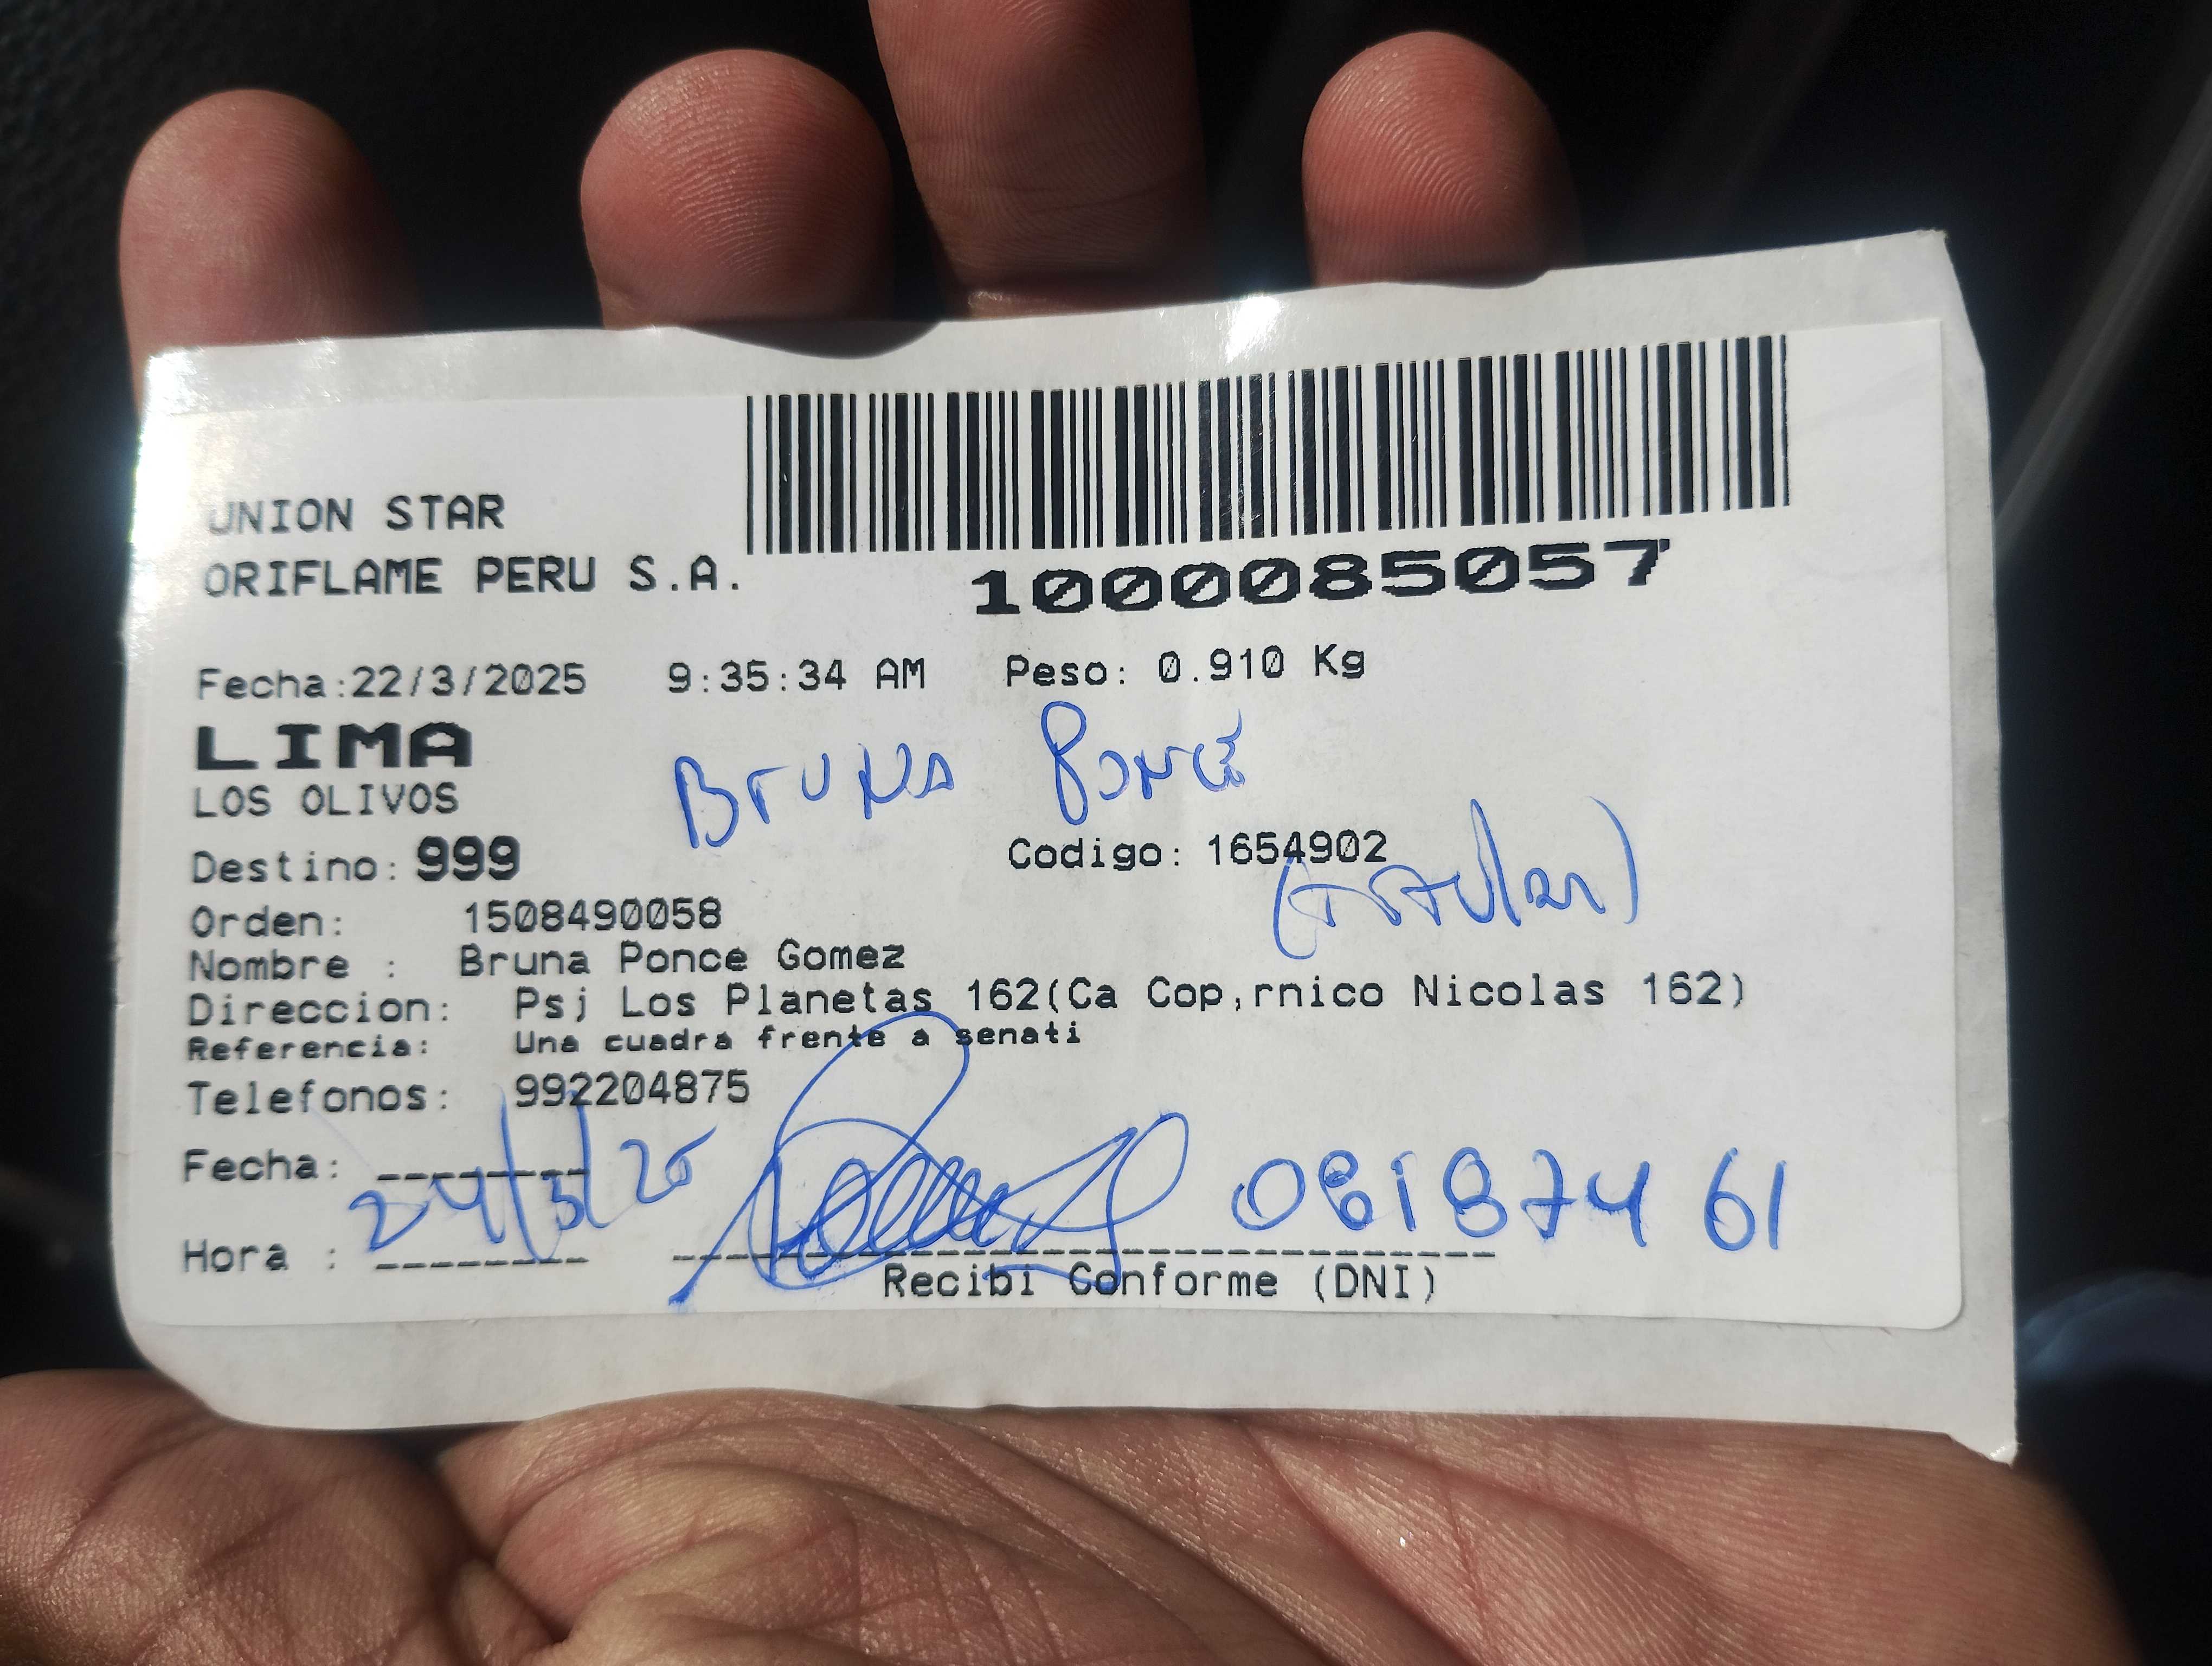 UNION STAR
ORIFLAME PERU S.A.
1000085057
Fecha:22/3/2025 9:35:34 AM Peso: 0.910 Kg
LIMA
Bruna Ponce
LOS OLIVOS
Destino: 999 Codigo: 1654902
(Titular)
Orden: 1508490058
Nombre : Bruna Ponce Gomez
Direccion: Psj Los Planetas 162(Ca Cop,rnico Nicolas 162)
Referencia: Una cuadra frente a senati
Telefonos: 992204875
Fecha: 24/3/25
08187461
Hora :
Recibi Conforme (DNI)